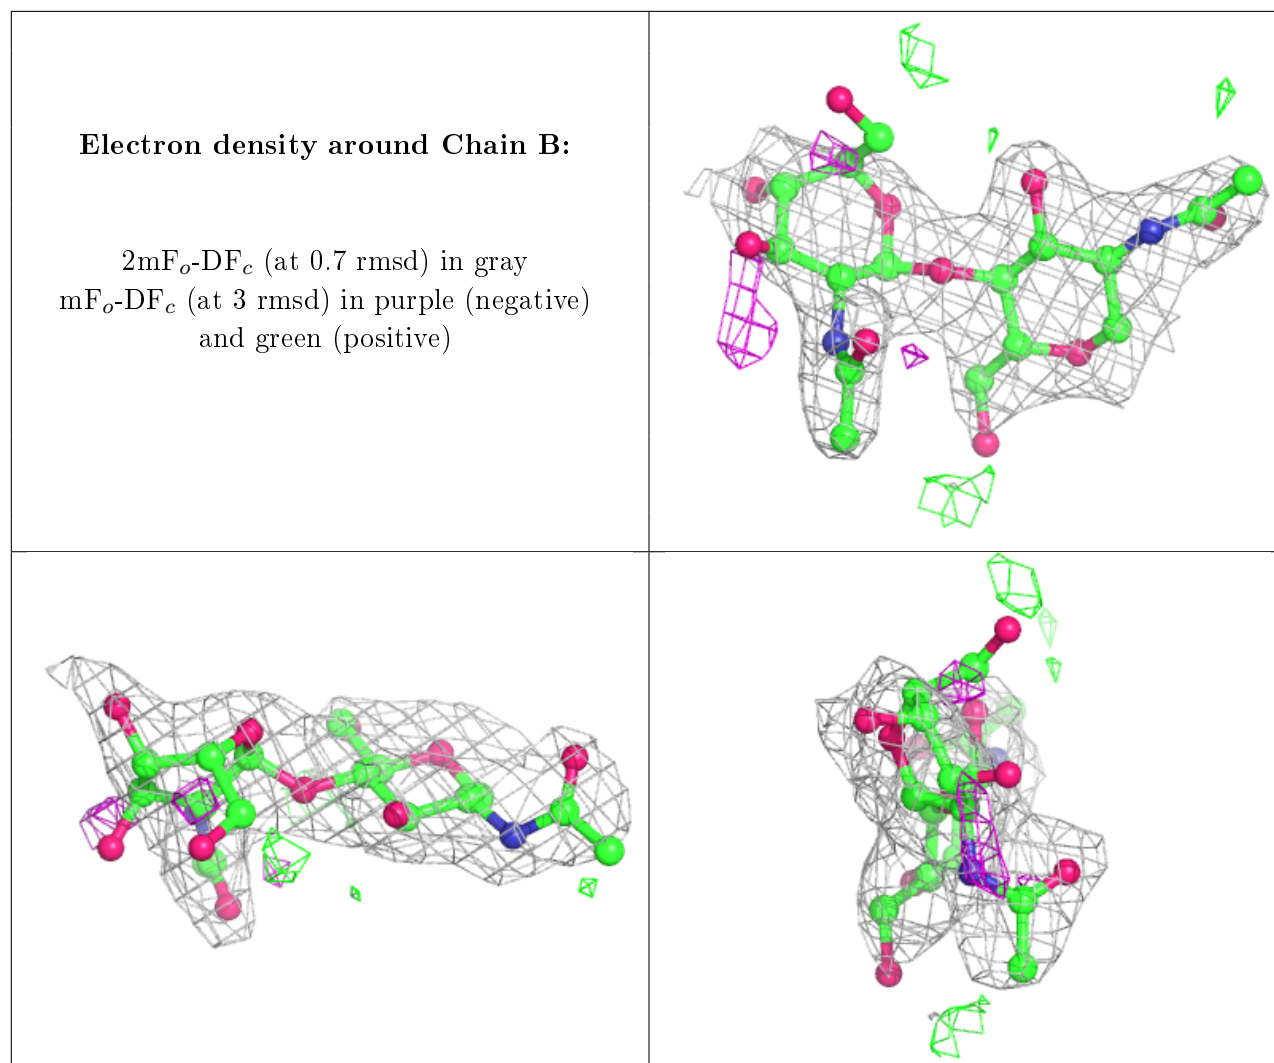 Electron density around Chain B:
2mFₒ-DF𝒸 (at 0.7 rmsd) in gray
mFₒ-DF𝒸 (at 3 rmsd) in purple (negative)
and green (positive)